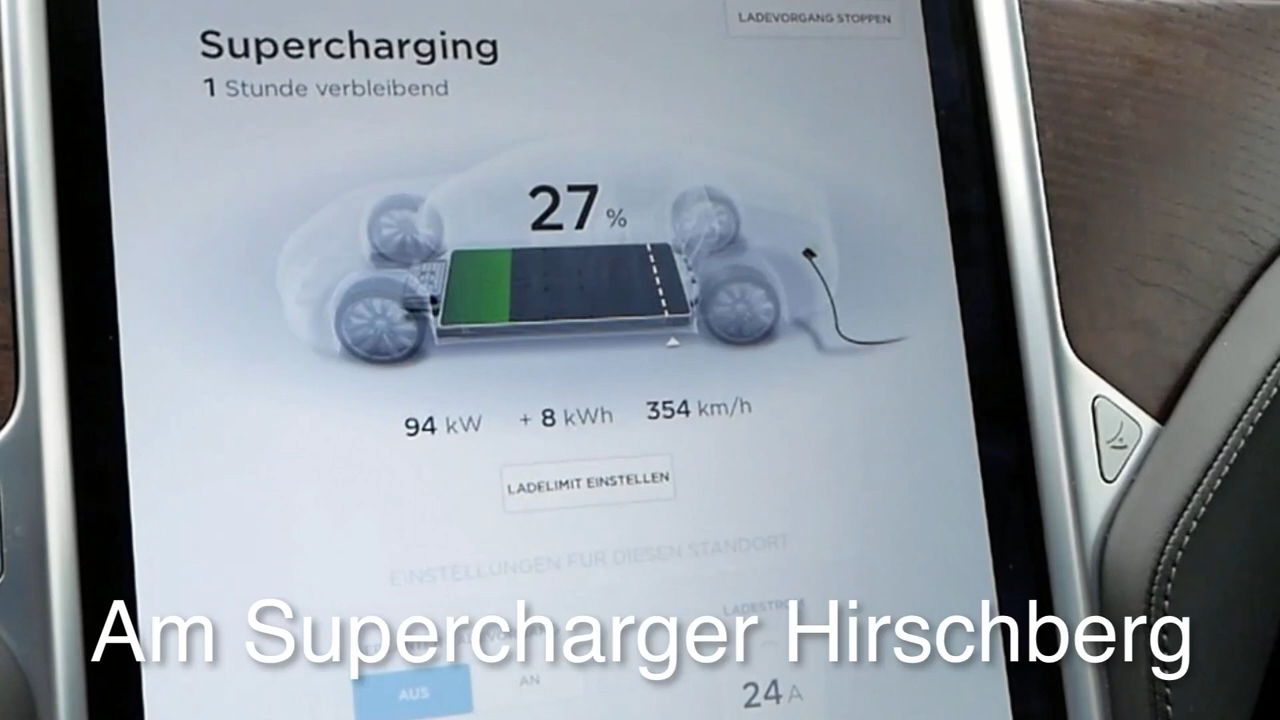 LADEVORGANG STOPPEN
Supercharging
1 Stunde verbleibend
27 %
94 kW + 8 kWh 354 km/h
LADELIMIT EINSTELLEN
EINSTELLUNGEN FÜR DIESEN STANDORT
Am Supercharger Hirschberg
AUS AN
24 A